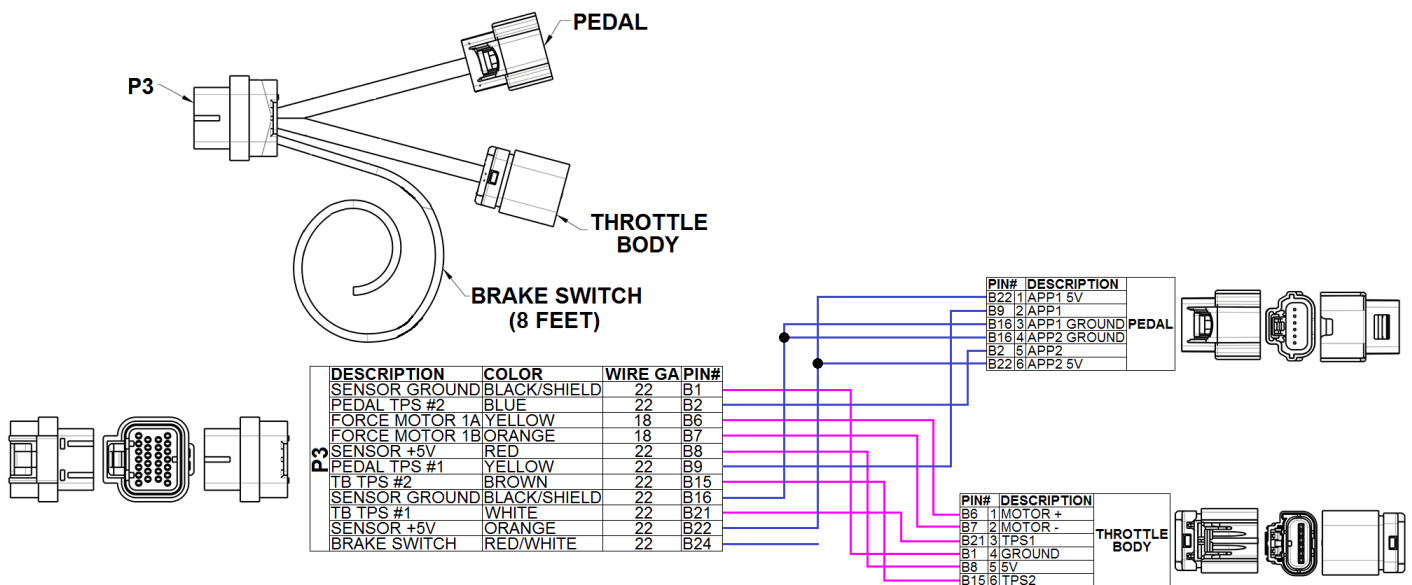 PEDAL
P3
THROTTLE
BODY
BRAKE SWITCH
(8 FEET)
PIN# DESCRIPTION
B22 1 APP1 5V
B9 2 APP1
B16 3 APP1 GROUND
B16 4 APP2 GROUND
B2 5 APP2
B22 6 APP2 5V
PEDAL
P3
DESCRIPTION COLOR WIRE GA PIN#
SENSOR GROUND BLACK/SHIELD 22 B1
PEDAL TPS #2 BLUE 22 B2
FORCE MOTOR 1A YELLOW 18 B6
FORCE MOTOR 1B ORANGE 18 B7
SENSOR +5V RED 22 B8
PEDAL TPS #1 YELLOW 22 B9
TB TPS #2 BROWN 22 B15
SENSOR GROUND BLACK/SHIELD 22 B16
TB TPS #1 WHITE 22 B21
SENSOR +5V ORANGE 22 B22
BRAKE SWITCH RED/WHITE 22 B24
PIN# DESCRIPTION
B6 1 MOTOR +
B7 2 MOTOR -
B21 3 TPS1
B1 4 GROUND
B8 5 5V
B15 6 TPS2
THROTTLE
BODY